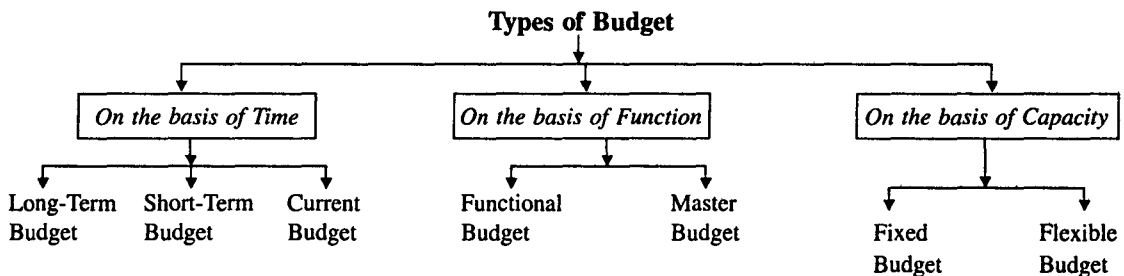 Types of Budget
On the basis of Time
On the basis of Function
On the basis of Capacity
Long-Term
Budget
Short-Term
Budget
Current
Budget
Functional
Budget
Master
Budget
Fixed
Budget
Flexible
Budget